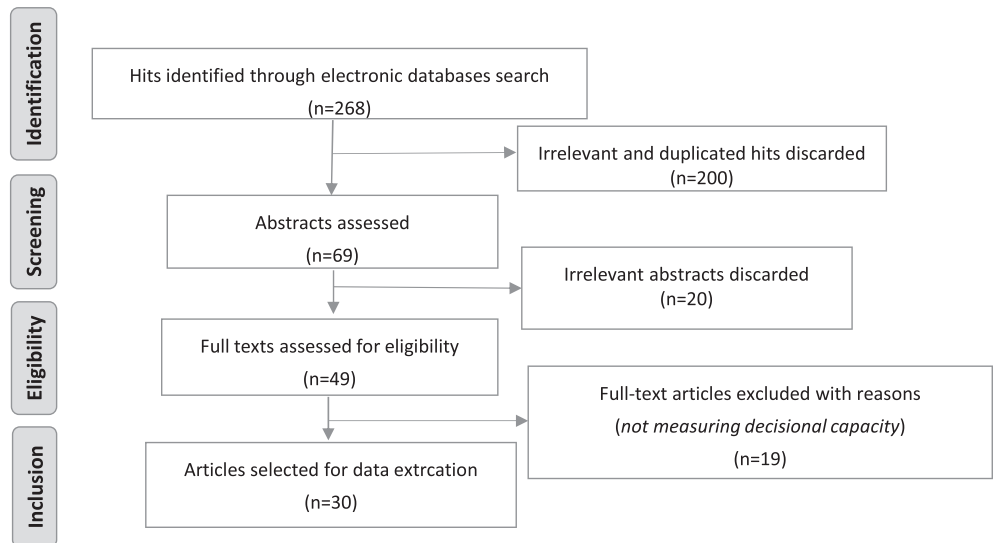 Identification
Hits identified through electronic databases search
(n=268)
Irrelevant and duplicated hits discarded
(n=200)
Screening
Abstracts assessed
(n=69)
Irrelevant abstracts discarded
(n=20)
Eligibility
Full texts assessed for eligibility
(n=49)
Full-text articles excluded with reasons
(not measuring decisional capacity)
(n=19)
Inclusion
Articles selected for data extrcation
(n=30)